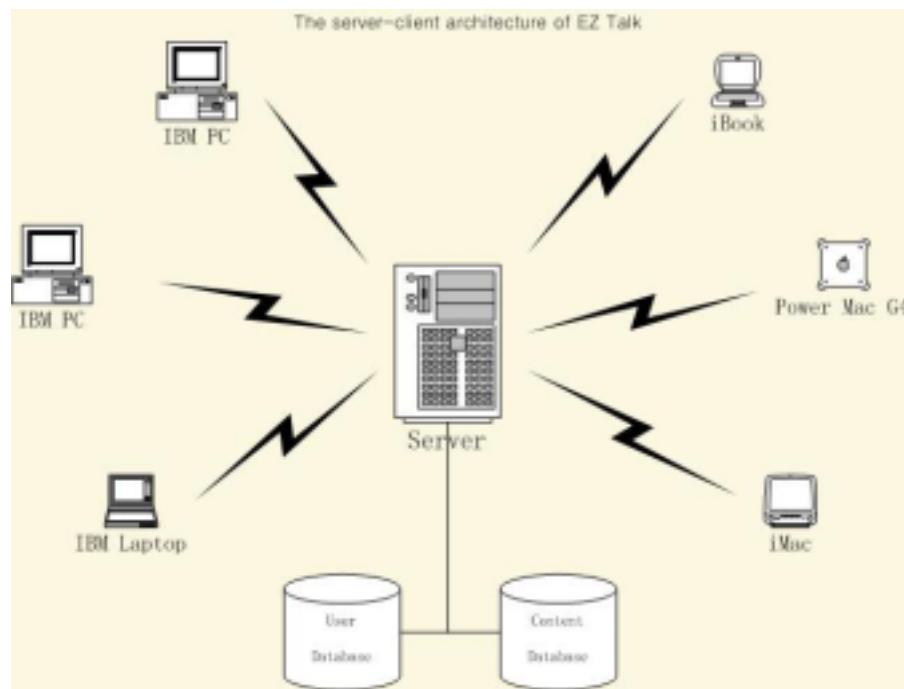 The server-client architecture of EZ Talk
IBM PC
iBook
IBM PC
Power Mac G4
Server
IBM Laptop
iMac
User
Database
Content
Database